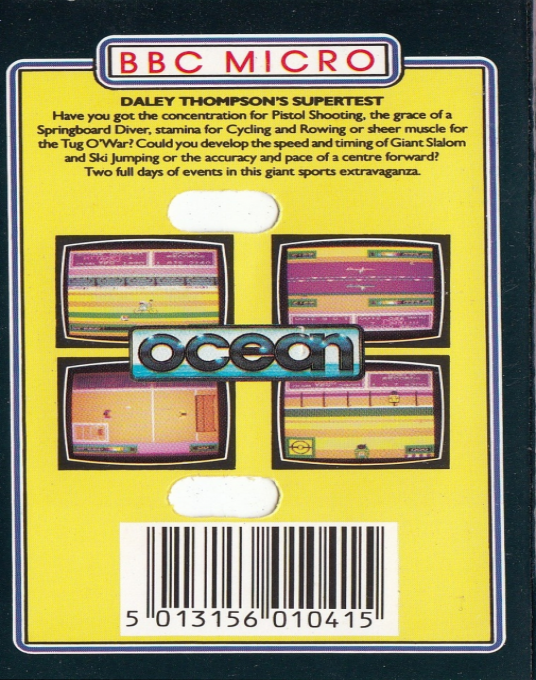 BBC MICRO
DALEY THOMPSON'S SUPERTEST
Have you got the concentration for Pistol Shooting, the grace of a
Springboard Diver, stamina for Cycling and Rowing or sheer muscle for
the Tug O'War? Could you develop the speed and timing of Giant Slalom
and Ski Jumping or the accuracy and pace of a centre forward?
Two full days of events in this giant sports extravaganza.
ocean
5 013156 010415